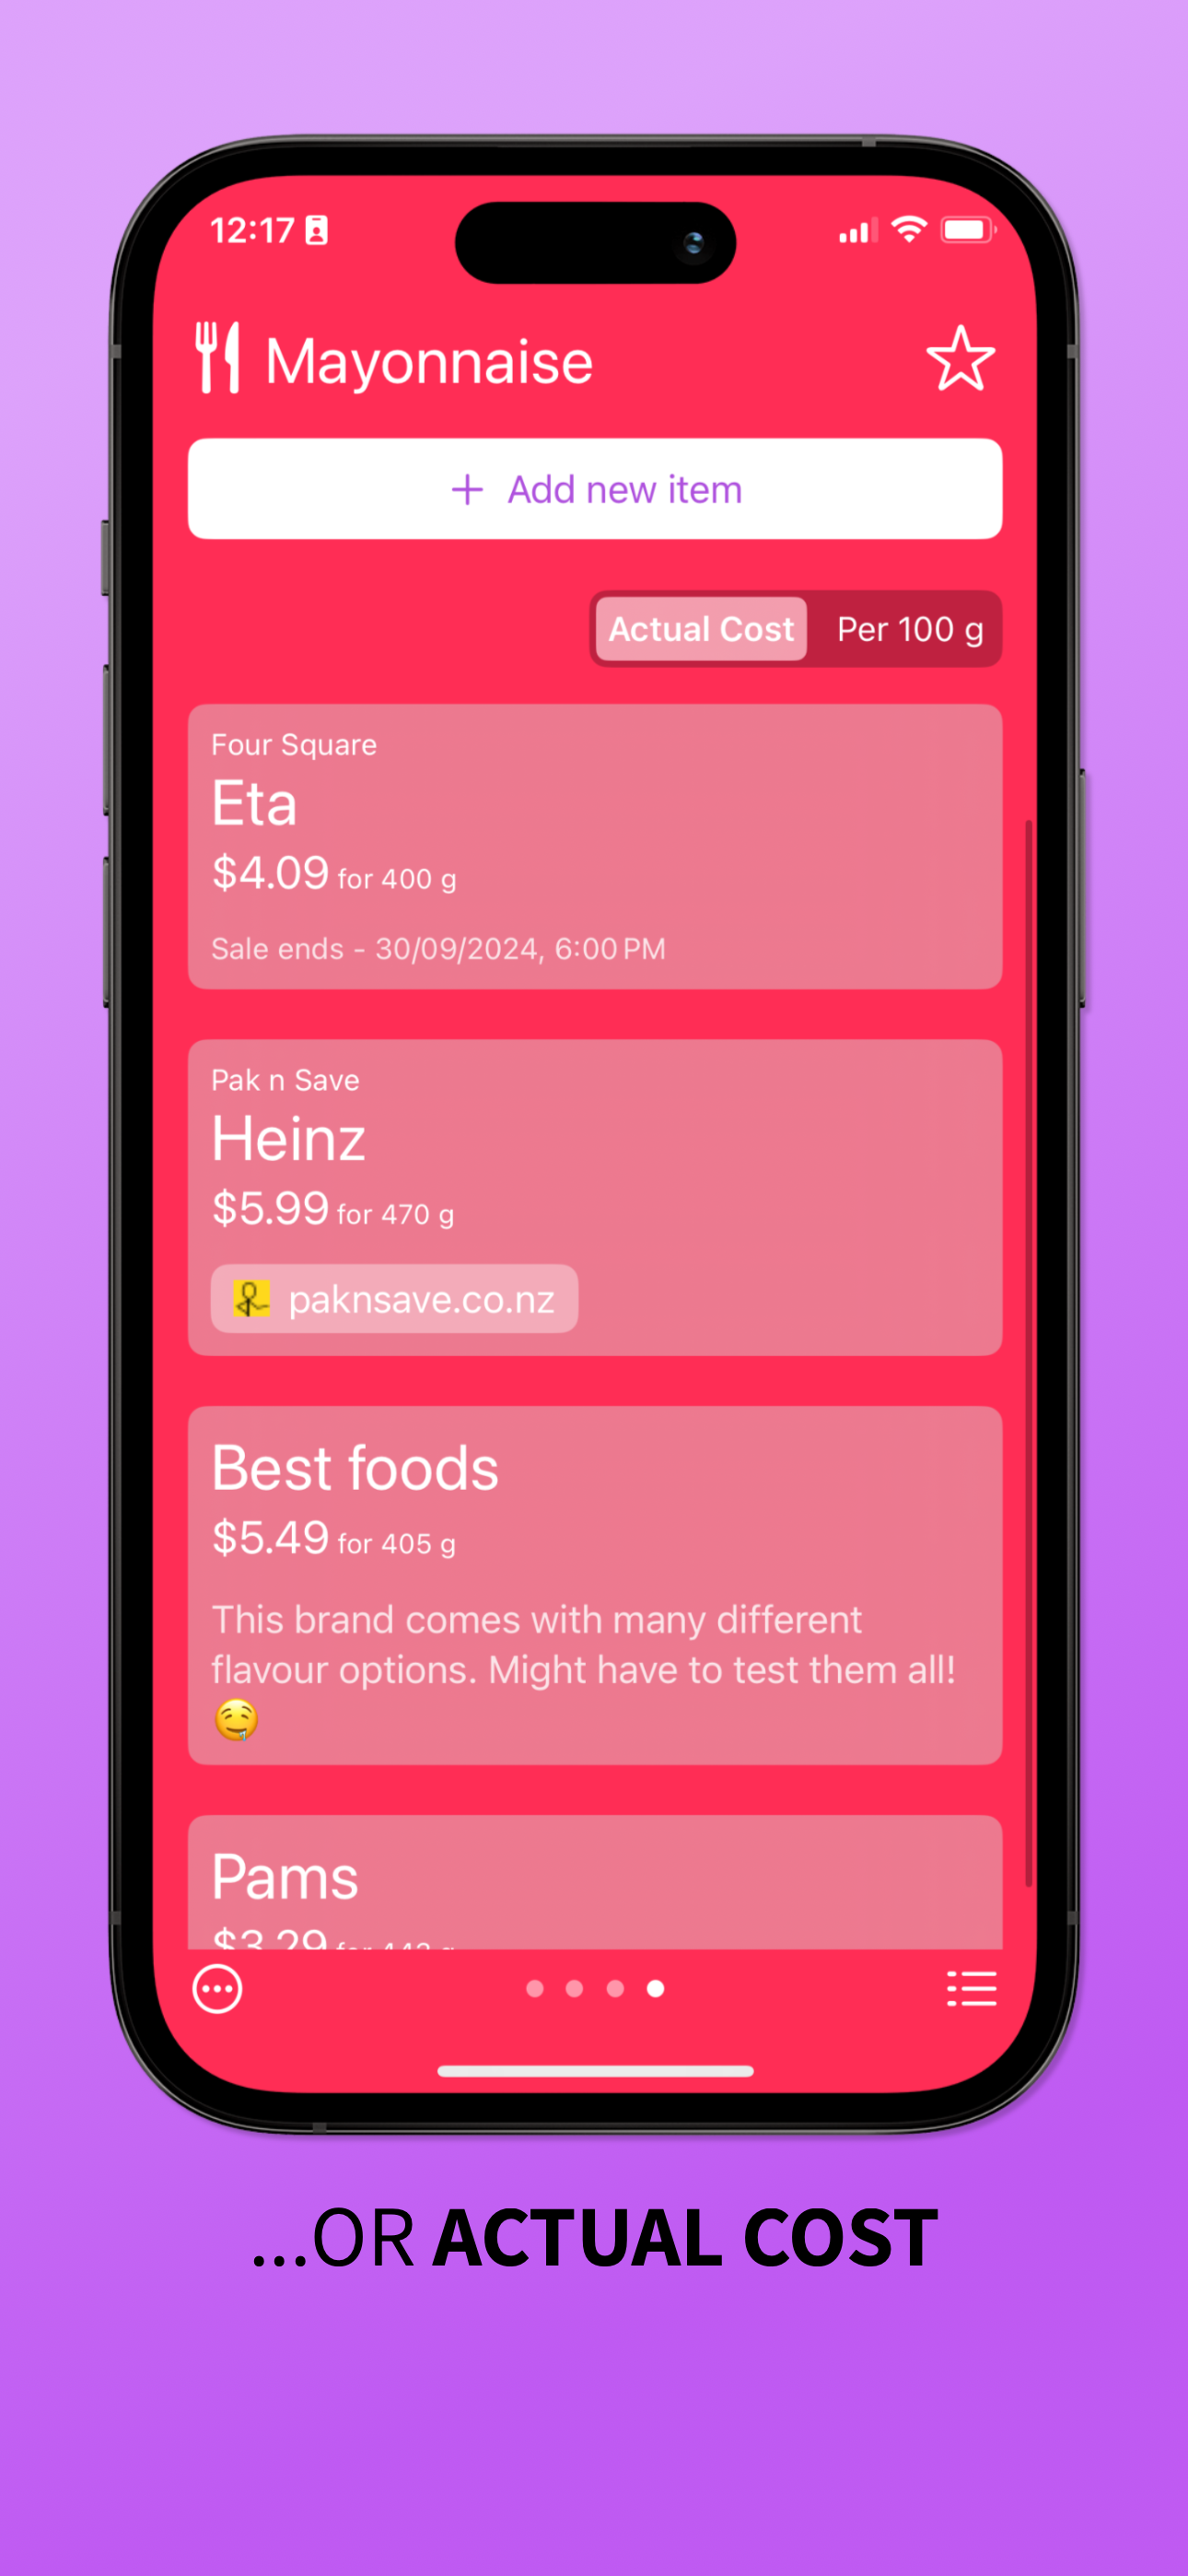 12:17
Mayonnaise
+ Add new item
Actual Cost Per 100 g
Four Square
Eta
$4.09 for 400 g
Sale ends - 30/09/2024, 6:00 PM
Pak n Save
Heinz
$5.99 for 470 g
paknsave.co.nz
Best foods
$5.49 for 405 g
This brand comes with many different
flavour options. Might have to test them all!
🤤
Pams
$3.29 for
...OR ACTUAL COST